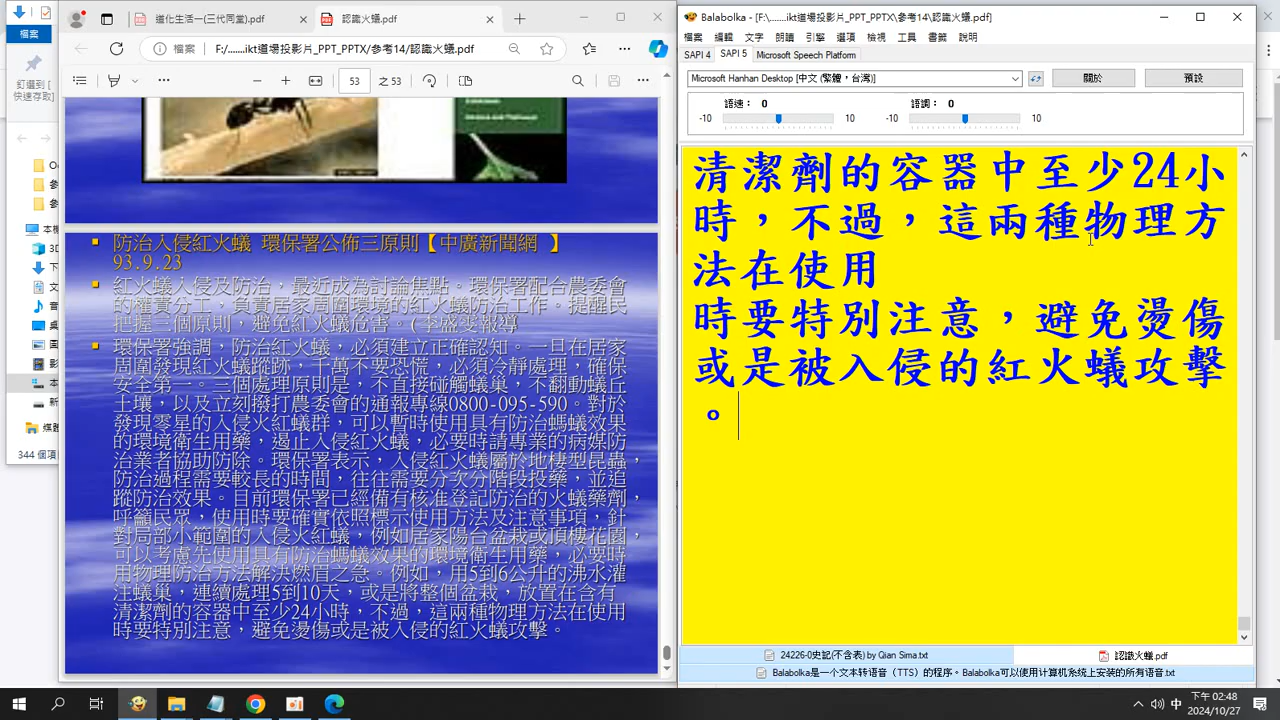 檔案
釘選到 [
快速存取]
344 個項
道化生活一(三代同堂).pdf
認識火蟻.pdf
檔案
F:/.......ikt道場投影片_PPT_PPTX/參考14/認識火蟻.pdf
53
之 53
防治入侵紅火蟻 環保署公佈三原則【中廣新聞網 】
93.9.23
紅火蟻入侵及防治，最近成為討論焦點。環保署配合農委會
的權責分工，負責居家周圍環境的紅火蟻防治工作。提醒民
把握三個原則，避免紅火蟻危害。(李盛雯報導
環保署強調，防治紅火蟻，必須建立正確認知。一旦在居家
周圍發現紅火蟻蹤跡，千萬不要恐慌，必須冷靜處理，確保
安全第一。三個處理原則是，不直接碰觸蟻巢，不翻動蟻丘
土壤，以及立刻撥打農委會的通報專線0800-095-590。對於
發現零星的入侵火紅蟻群，可以暫時使用具有防治螞蟻效果
的環境衛生用藥，遏止入侵紅火蟻，必要時請專業的病媒防
治業者協助防除。環保署表示，入侵紅火蟻屬於地棲型昆蟲，
防治過程需要較長的時間，往往需要分次分階段投藥，並追
蹤防治效果。目前環保署已經備有核准登記防治的火蟻藥劑，
呼籲民眾，使用時要確實依照標示使用方法及注意事項，針
對局部小範圍的入侵火紅蟻，例如居家陽台盆栽或頂樓花園，
可以考慮先使用具有防治螞蟻效果的環境衛生用藥，必要時
用物理防治方法解決燃眉之急。例如，用5到6公升的沸水灌
注蟻巢，連續處理5到10天，或是將整個盆栽，放置在含有
清潔劑的容器中至少24小時，不過，這兩種物理方法在使用
時要特別注意，避免燙傷或是被入侵的紅火蟻攻擊。
Balabolka - [F:\.......ikt道場投影片_PPT_PPTX\參考14\認識火蟻.pdf]
檔案 編輯 文字 朗讀 引擎 選項 檢視 工具 書籤 說明
SAPI 4 SAPI 5 Microsoft Speech Platform
Microsoft Hanhan Desktop [中文 (繁體，台灣)]
關於
預設
語速： 0
語調： 0
-10 10 -10 10
清潔劑的容器中至少24小
時，不過，這兩種物理方
法在使用
時要特別注意，避免燙傷
或是被入侵的紅火蟻攻擊
。
24226-0史記(不含表) by Qian Sima.txt
認識火蟻.pdf
Balabolka是一个文本转语音（TTS）的程序。Balabolka可以使用计算机系统上安装的所有语音.txt
中
下午 02:48
2024/10/27